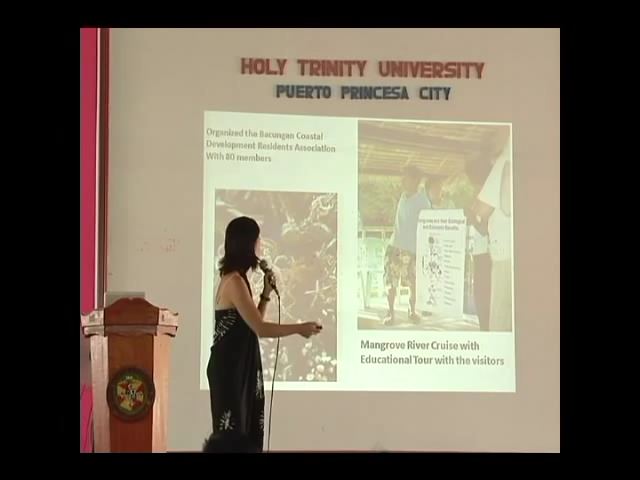 HOLY TRINITY UNIVERSITY
PUERTO PRINCESA CITY
Organized the Bacungan Coastal
Development Residents Association
With 80 members
Mangrove River Cruise with
Educational Tour with the visitors